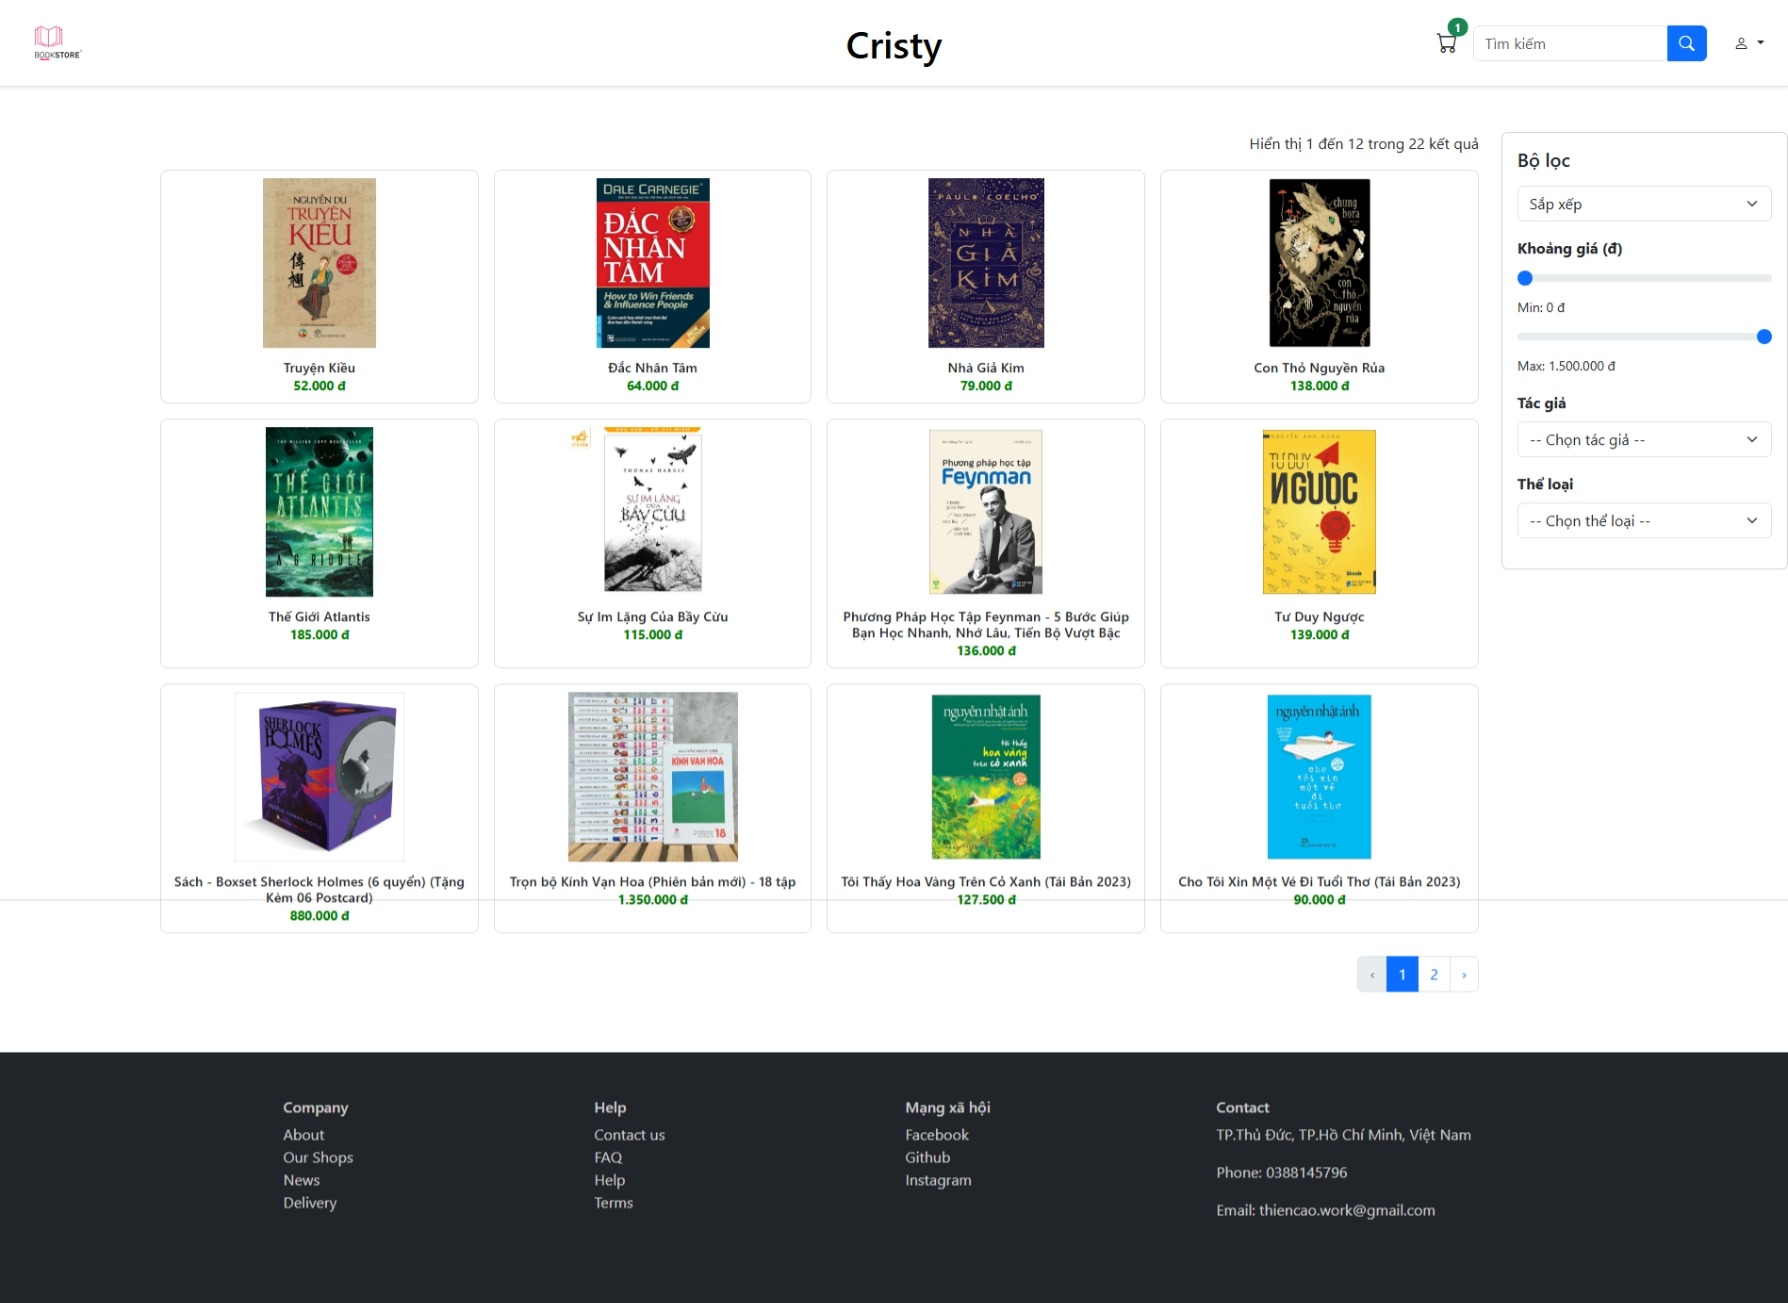 BOOKSTORE
Cristy
1
Tìm kiếm
Hiển thị 1 đến 12 trong 22 kết quả
Bộ lọc
Sắp xếp
Khoảng giá (đ)
Min: 0 đ
Max: 1.500.000 đ
Tác giả
-- Chọn tác giả --
Thể loại
-- Chọn thể loại --
NGUYỄN DU
TRUYỆN
KIỀU
Truyện Kiều
52.000 đ
DALE CARNEGIE
ĐẮC
NHÂN
TÂM
How to Win Friends
& Influence People
Đắc Nhân Tâm
64.000 đ
PAULO COELHO
NHÀ
GIẢ
KIM
Nhà Giả Kim
79.000 đ
chung
bora
con
thỏ
nguyền
rủa
Con Thỏ Nguyền Rủa
138.000 đ
THẾ GIỚI
ATLANTIS
A G RIDDLE
Thế Giới Atlantis
185.000 đ
THOMAS HARRIS
SỰ IM LẶNG
CỦA
BẦY CỪU
Sự Im Lặng Của Bầy Cừu
115.000 đ
Phương pháp học tập
Feynman
Phương Pháp Học Tập Feynman - 5 Bước Giúp
Bạn Học Nhanh, Nhớ Lâu, Tiến Bộ Vượt Bậc
136.000 đ
TƯ DUY
NGƯỢC
Tư Duy Ngược
139.000 đ
SHERLOCK
HOLMES
Sách - Boxset Sherlock Holmes (6 quyển) (Tặng
Kèm 06 Postcard)
880.000 đ
KÍNH VẠN HOA
18
Trọn bộ Kính Vạn Hoa (Phiên bản mới) - 18 tập
1.350.000 đ
nguyễn nhật ánh
tôi thấy
hoa vàng
trên cỏ xanh
Tôi Thấy Hoa Vàng Trên Cỏ Xanh (Tái Bản 2023)
127.500 đ
nguyễn nhật ánh
cho
tôi xin
một vé
đi
tuổi thơ
Cho Tôi Xin Một Vé Đi Tuổi Thơ (Tái Bản 2023)
90.000 đ
‹ 1 2 ›
Company
About
Our Shops
News
Delivery
Help
Contact us
FAQ
Help
Terms
Mạng xã hội
Facebook
Github
Instagram
Contact
TP.Thủ Đức, TP.Hồ Chí Minh, Việt Nam
Phone: 0388145796
Email: thiencao.work@gmail.com